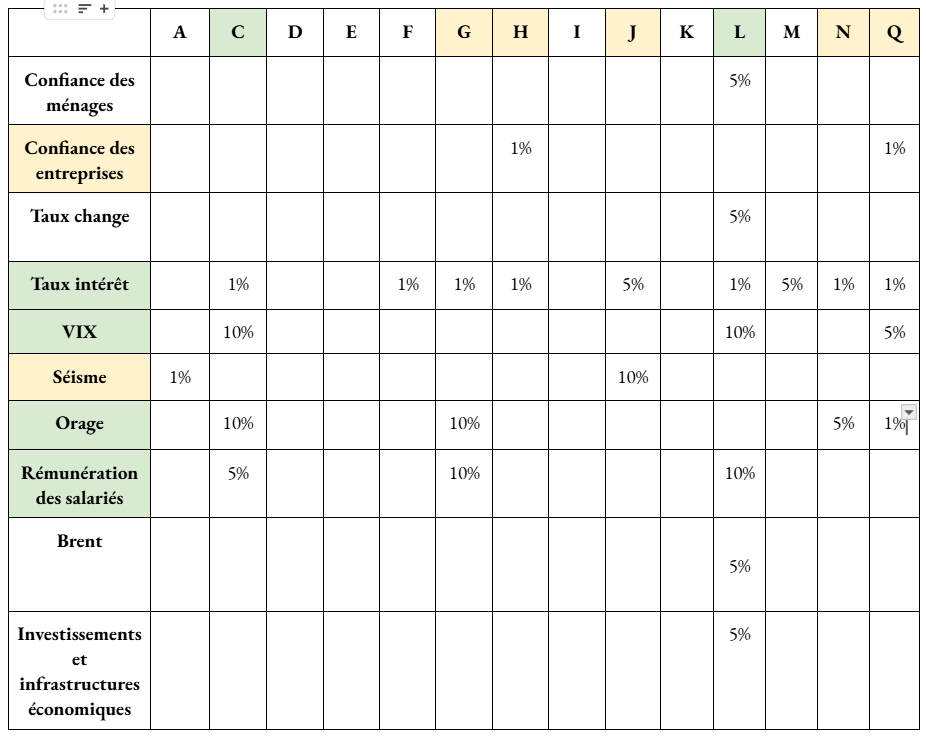 A C D E F G H I J K L M N Q
Confiance des
ménages
5%
Confiance des
entreprises
1% 1%
Taux change
5%
Taux intérêt 1% 1% 1% 1% 5% 1% 5% 1% 1%
VIX 10% 10% 5%
Séisme 1% 10%
Orage 10% 10% 5% 1%
Rémunération
des salariés
5% 10% 10%
Brent
5%
Investissements
et
infrastructures
économiques
5%